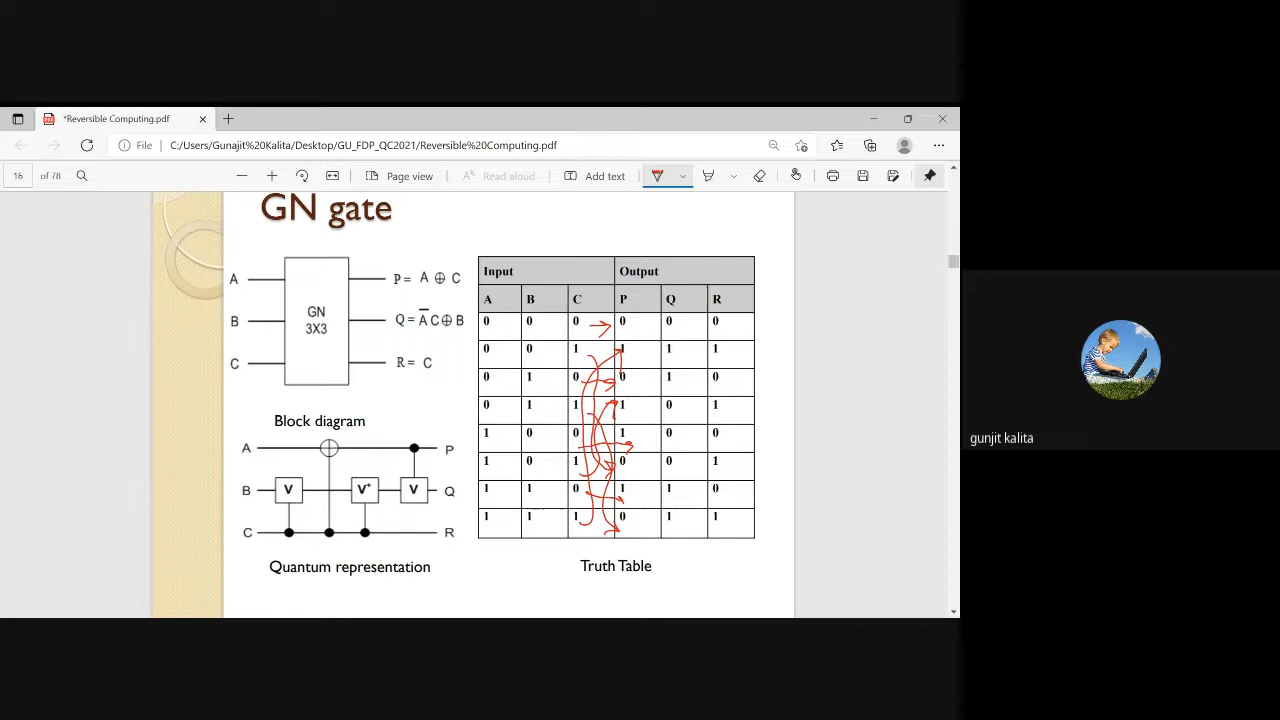 *Reversible Computing.pdf
File C:/Users/Gunajit%20Kalita/Desktop/GU_FDP_QC2021/Reversible%20Computing.pdf
16 of 78 Page view Read aloud Add text
GN gate
A P= A ⊕ C
B GN 3X3 Q= A̅ C ⊕ B
C R= C
Block diagram
A P
B V V⁺ V Q
C R
Quantum representation
Input Output
A B C P Q R
0 0 0 0 0 0
0 0 1 1 1 1
0 1 0 0 1 0
0 1 1 1 0 1
1 0 0 1 0 0
1 0 1 0 0 1
1 1 0 1 1 0
1 1 1 0 1 1
Truth Table
gunjit kalita